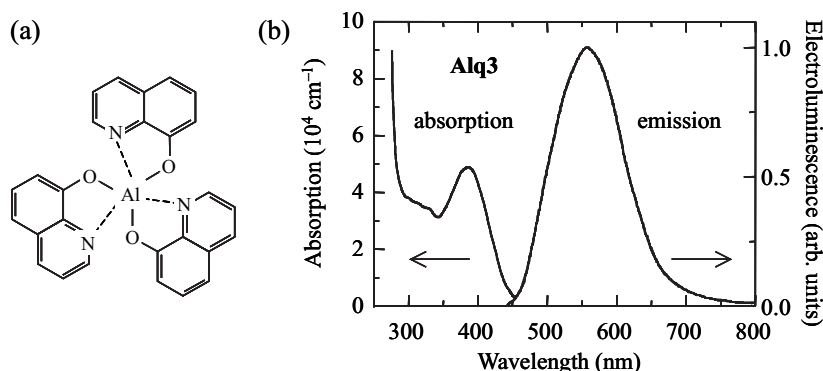 (a)
N
O
Al
O
N
O
N
(b)
Alq3
absorption
emission
Absorption (10⁴ cm⁻¹)
10
8
6
4
2
0
Electroluminescence (arb. units)
1.0
0.5
0.0
300 400 500 600 700 800
Wavelength (nm)